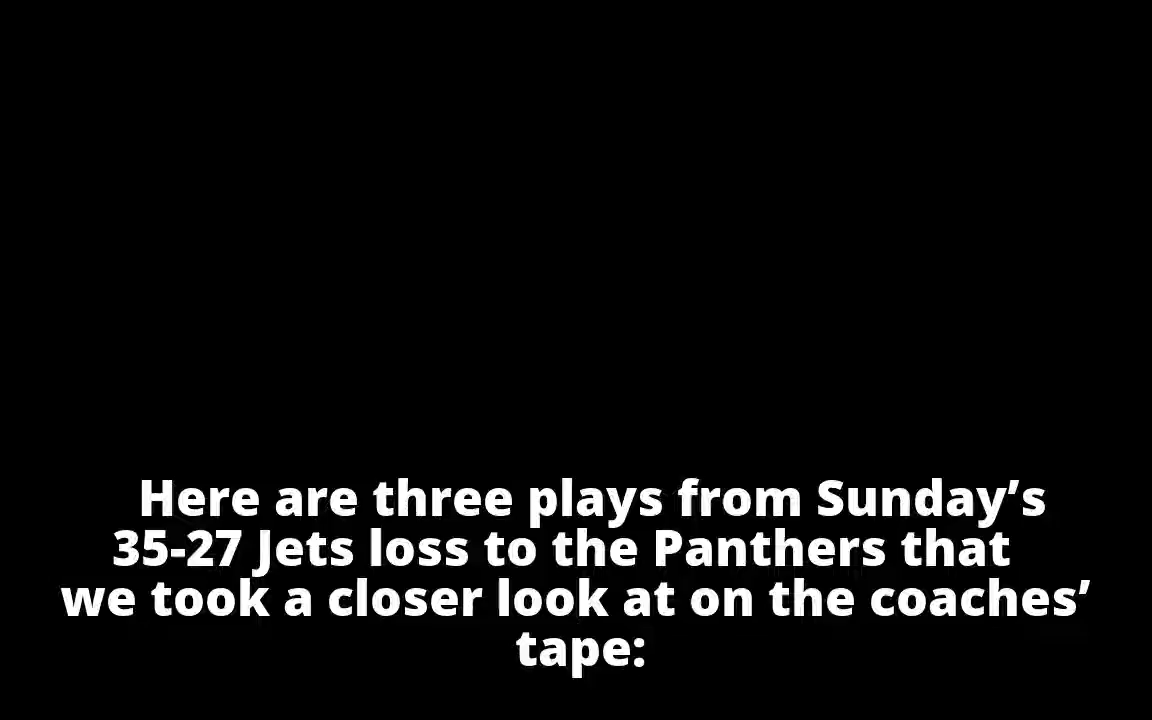 Here are three plays from Sunday’s
35-27 Jets loss to the Panthers that
we took a closer look at on the coaches’
tape: